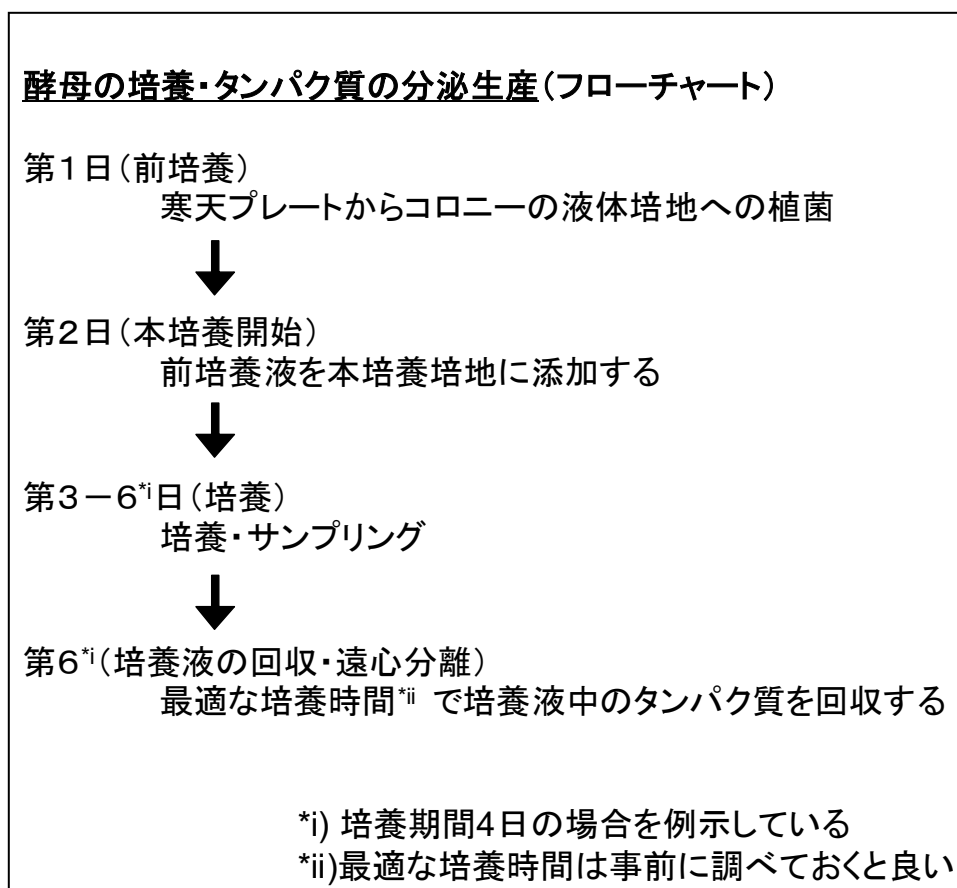 酵母の培養・タンパク質の分泌生産(フローチャート)
第1日(前培養)
寒天プレートからコロニーの液体培地への植菌
第2日(本培養開始)
前培養液を本培養培地に添加する
第3-6*i日(培養)
培養・サンプリング
第6*i(培養液の回収・遠心分離)
最適な培養時間*ii で培養液中のタンパク質を回収する
*i) 培養期間4日の場合を例示している
*ii)最適な培養時間は事前に調べておくと良い